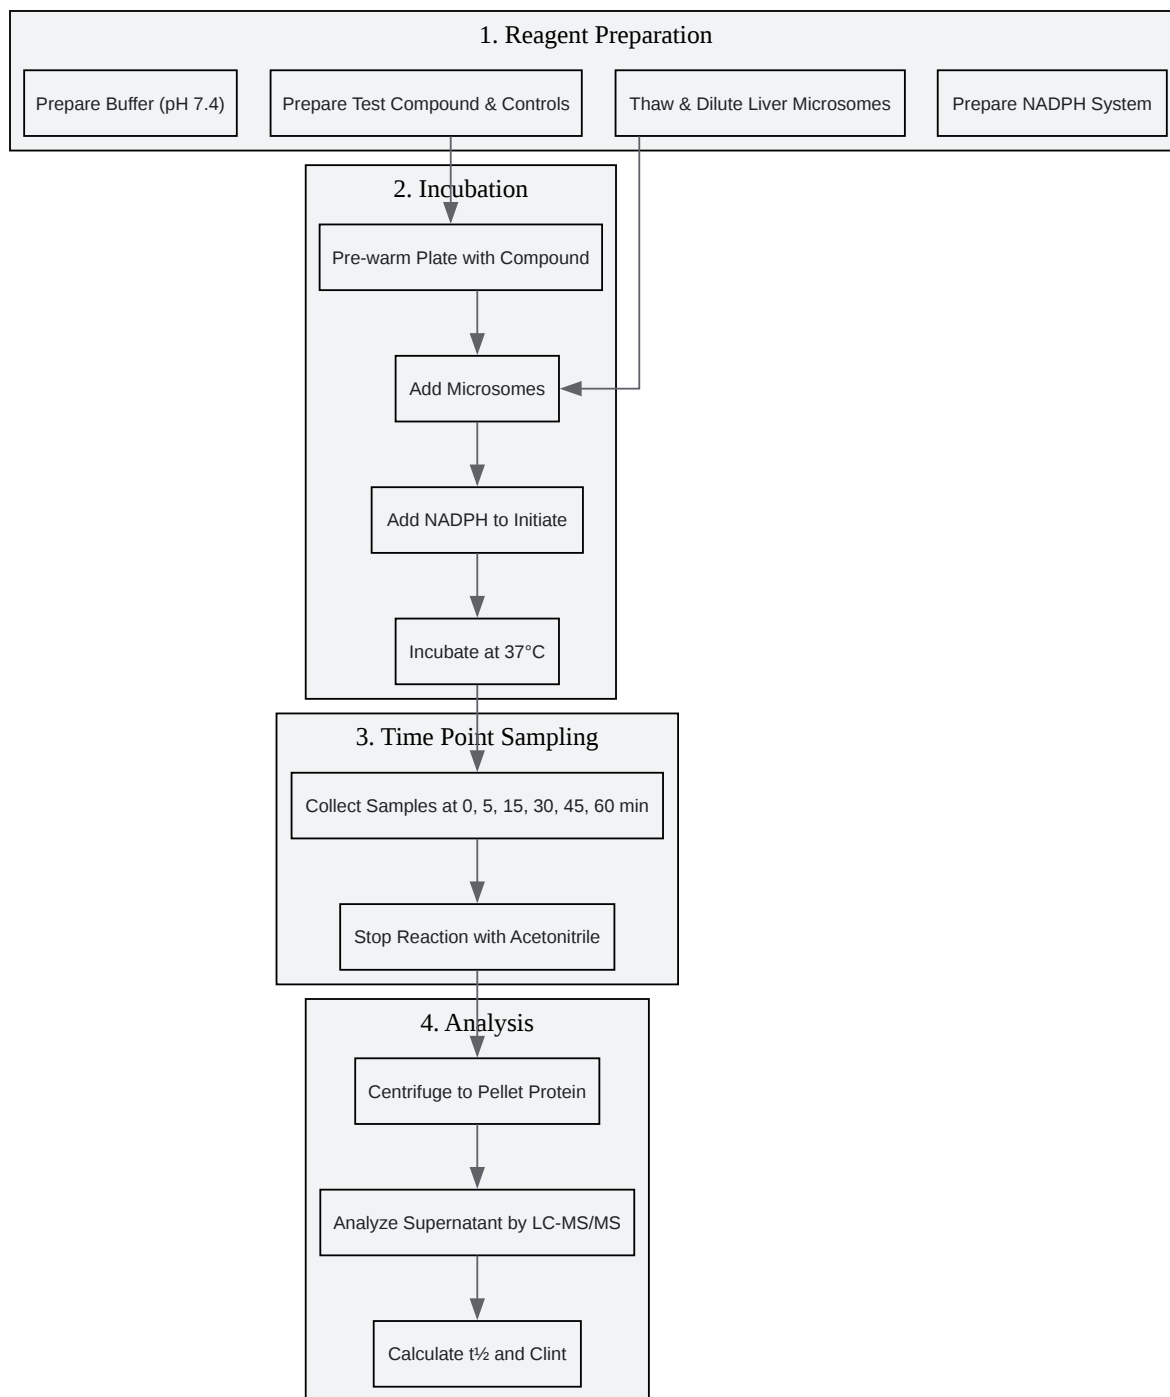 1. Reagent Preparation
Prepare Buffer (pH 7.4)
Prepare Test Compound & Controls
Thaw & Dilute Liver Microsomes
Prepare NADPH System
2. Incubation
Pre-warm Plate with Compound
Add Microsomes
Add NADPH to Initiate
Incubate at 37°C
3. Time Point Sampling
Collect Samples at 0, 5, 15, 30, 45, 60 min
Stop Reaction with Acetonitrile
4. Analysis
Centrifuge to Pellet Protein
Analyze Supernatant by LC-MS/MS
Calculate t½ and Clint